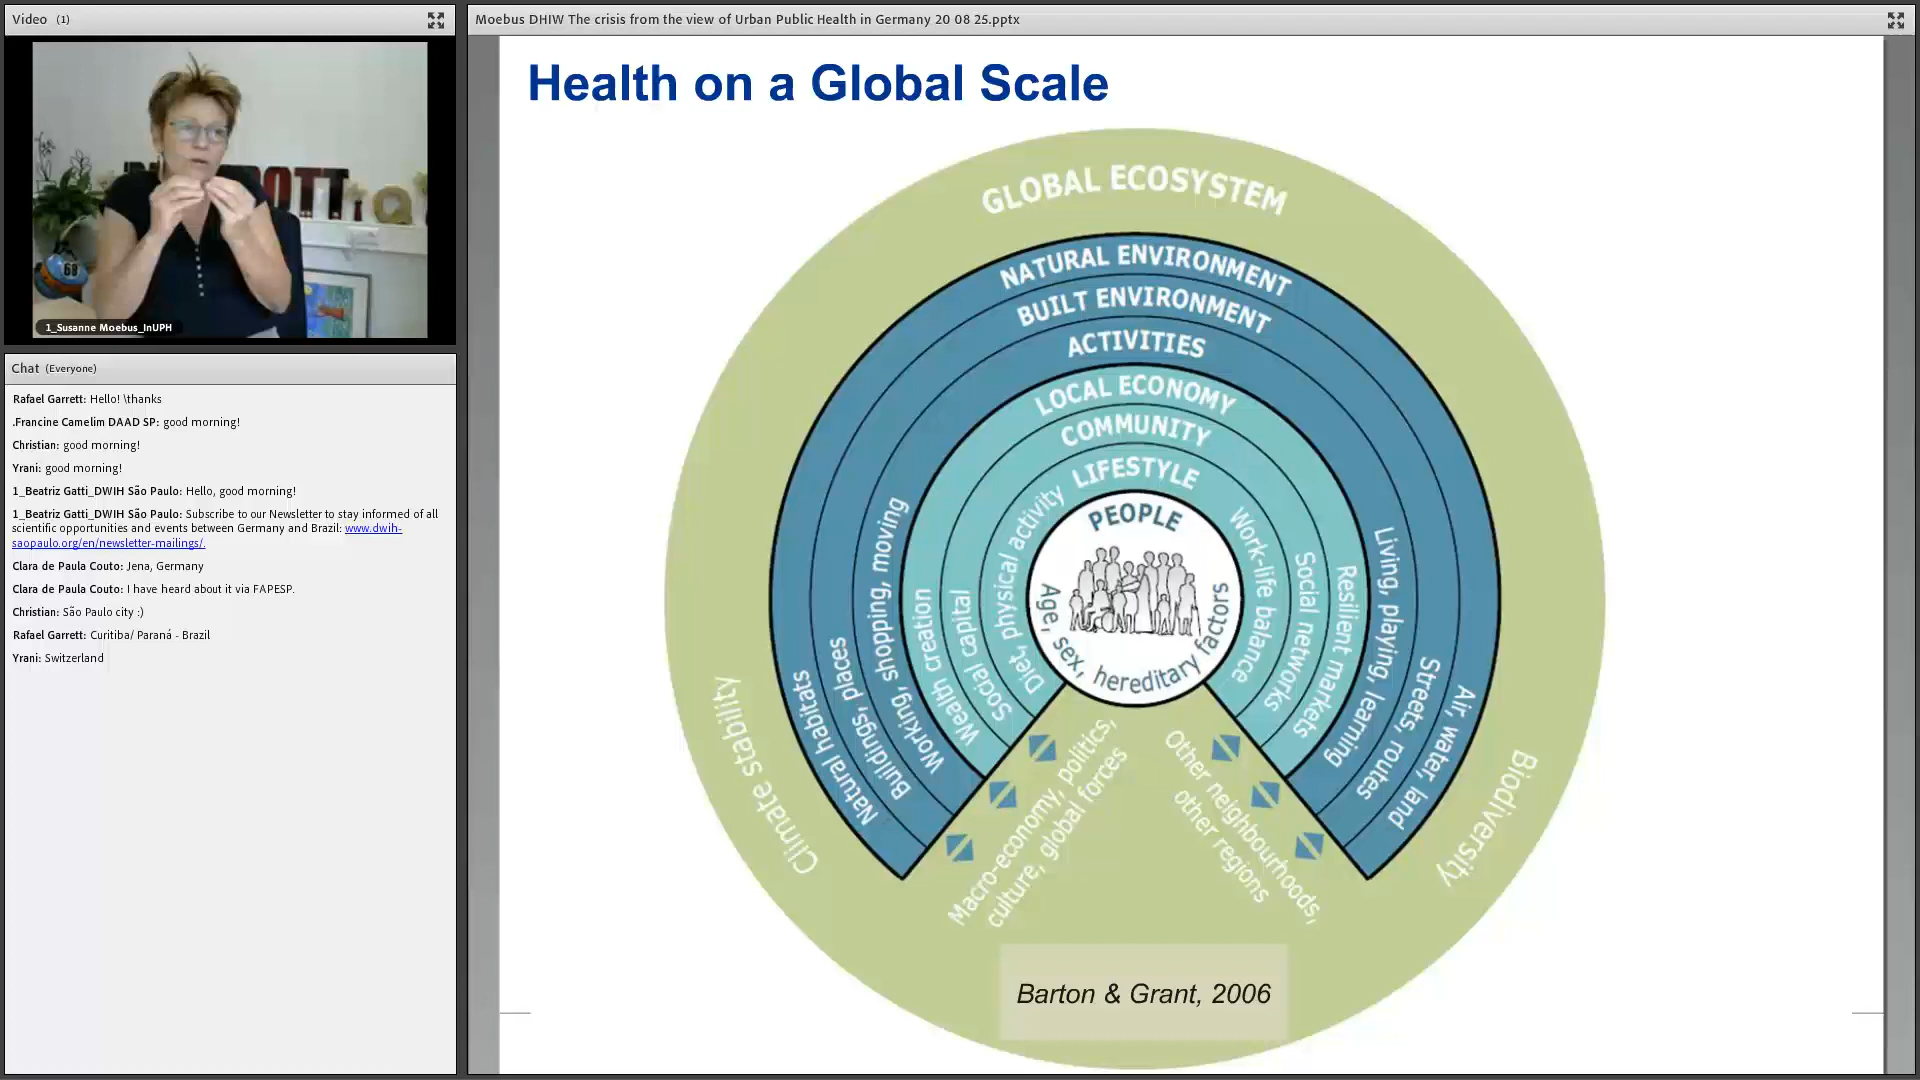 Video (1)
1_Susanne Moebus_InUPH
69
Chat (Everyone)
Rafael Garrett: Hello! \thanks
.Francine Camelim DAAD SP: good morning!
Christian: good morning!
Yrani: good morning!
1_Beatriz Gatti_DWIH São Paulo: Hello, good morning!
1_Beatriz Gatti_DWIH São Paulo: Subscribe to our Newsletter to stay informed of all
scientific opportunities and events between Germany and Brazil: www.dwih-
saopaulo.org/en/newsletter-mailings/.
Clara de Paula Couto: Jena, Germany
Clara de Paula Couto: I have heard about it via FAPESP.
Christian: São Paulo city :)
Rafael Garrett: Curitiba/ Paraná - Brazil
Yrani: Switzerland
Moebus DHIW The crisis from the view of Urban Public Health in Germany 20 08 25.pptx
Health on a Global Scale
GLOBAL ECOSYSTEM
NATURAL ENVIRONMENT
BUILT ENVIRONMENT
ACTIVITIES
LOCAL ECONOMY
COMMUNITY
LIFESTYLE
PEOPLE
Age, sex, hereditary factors
Diet, physical activity
Work-life balance
Social capital
Social networks
Wealth creation
Resilient markets
Working, shopping, moving
Living, playing, learning
Buildings, places
Streets, routes
Natural habitats
Air, water, land
Climate stability
Biodiversity
Macro-economy, politics,
culture, global forces
Other neighbourhoods,
other regions
Barton & Grant, 2006